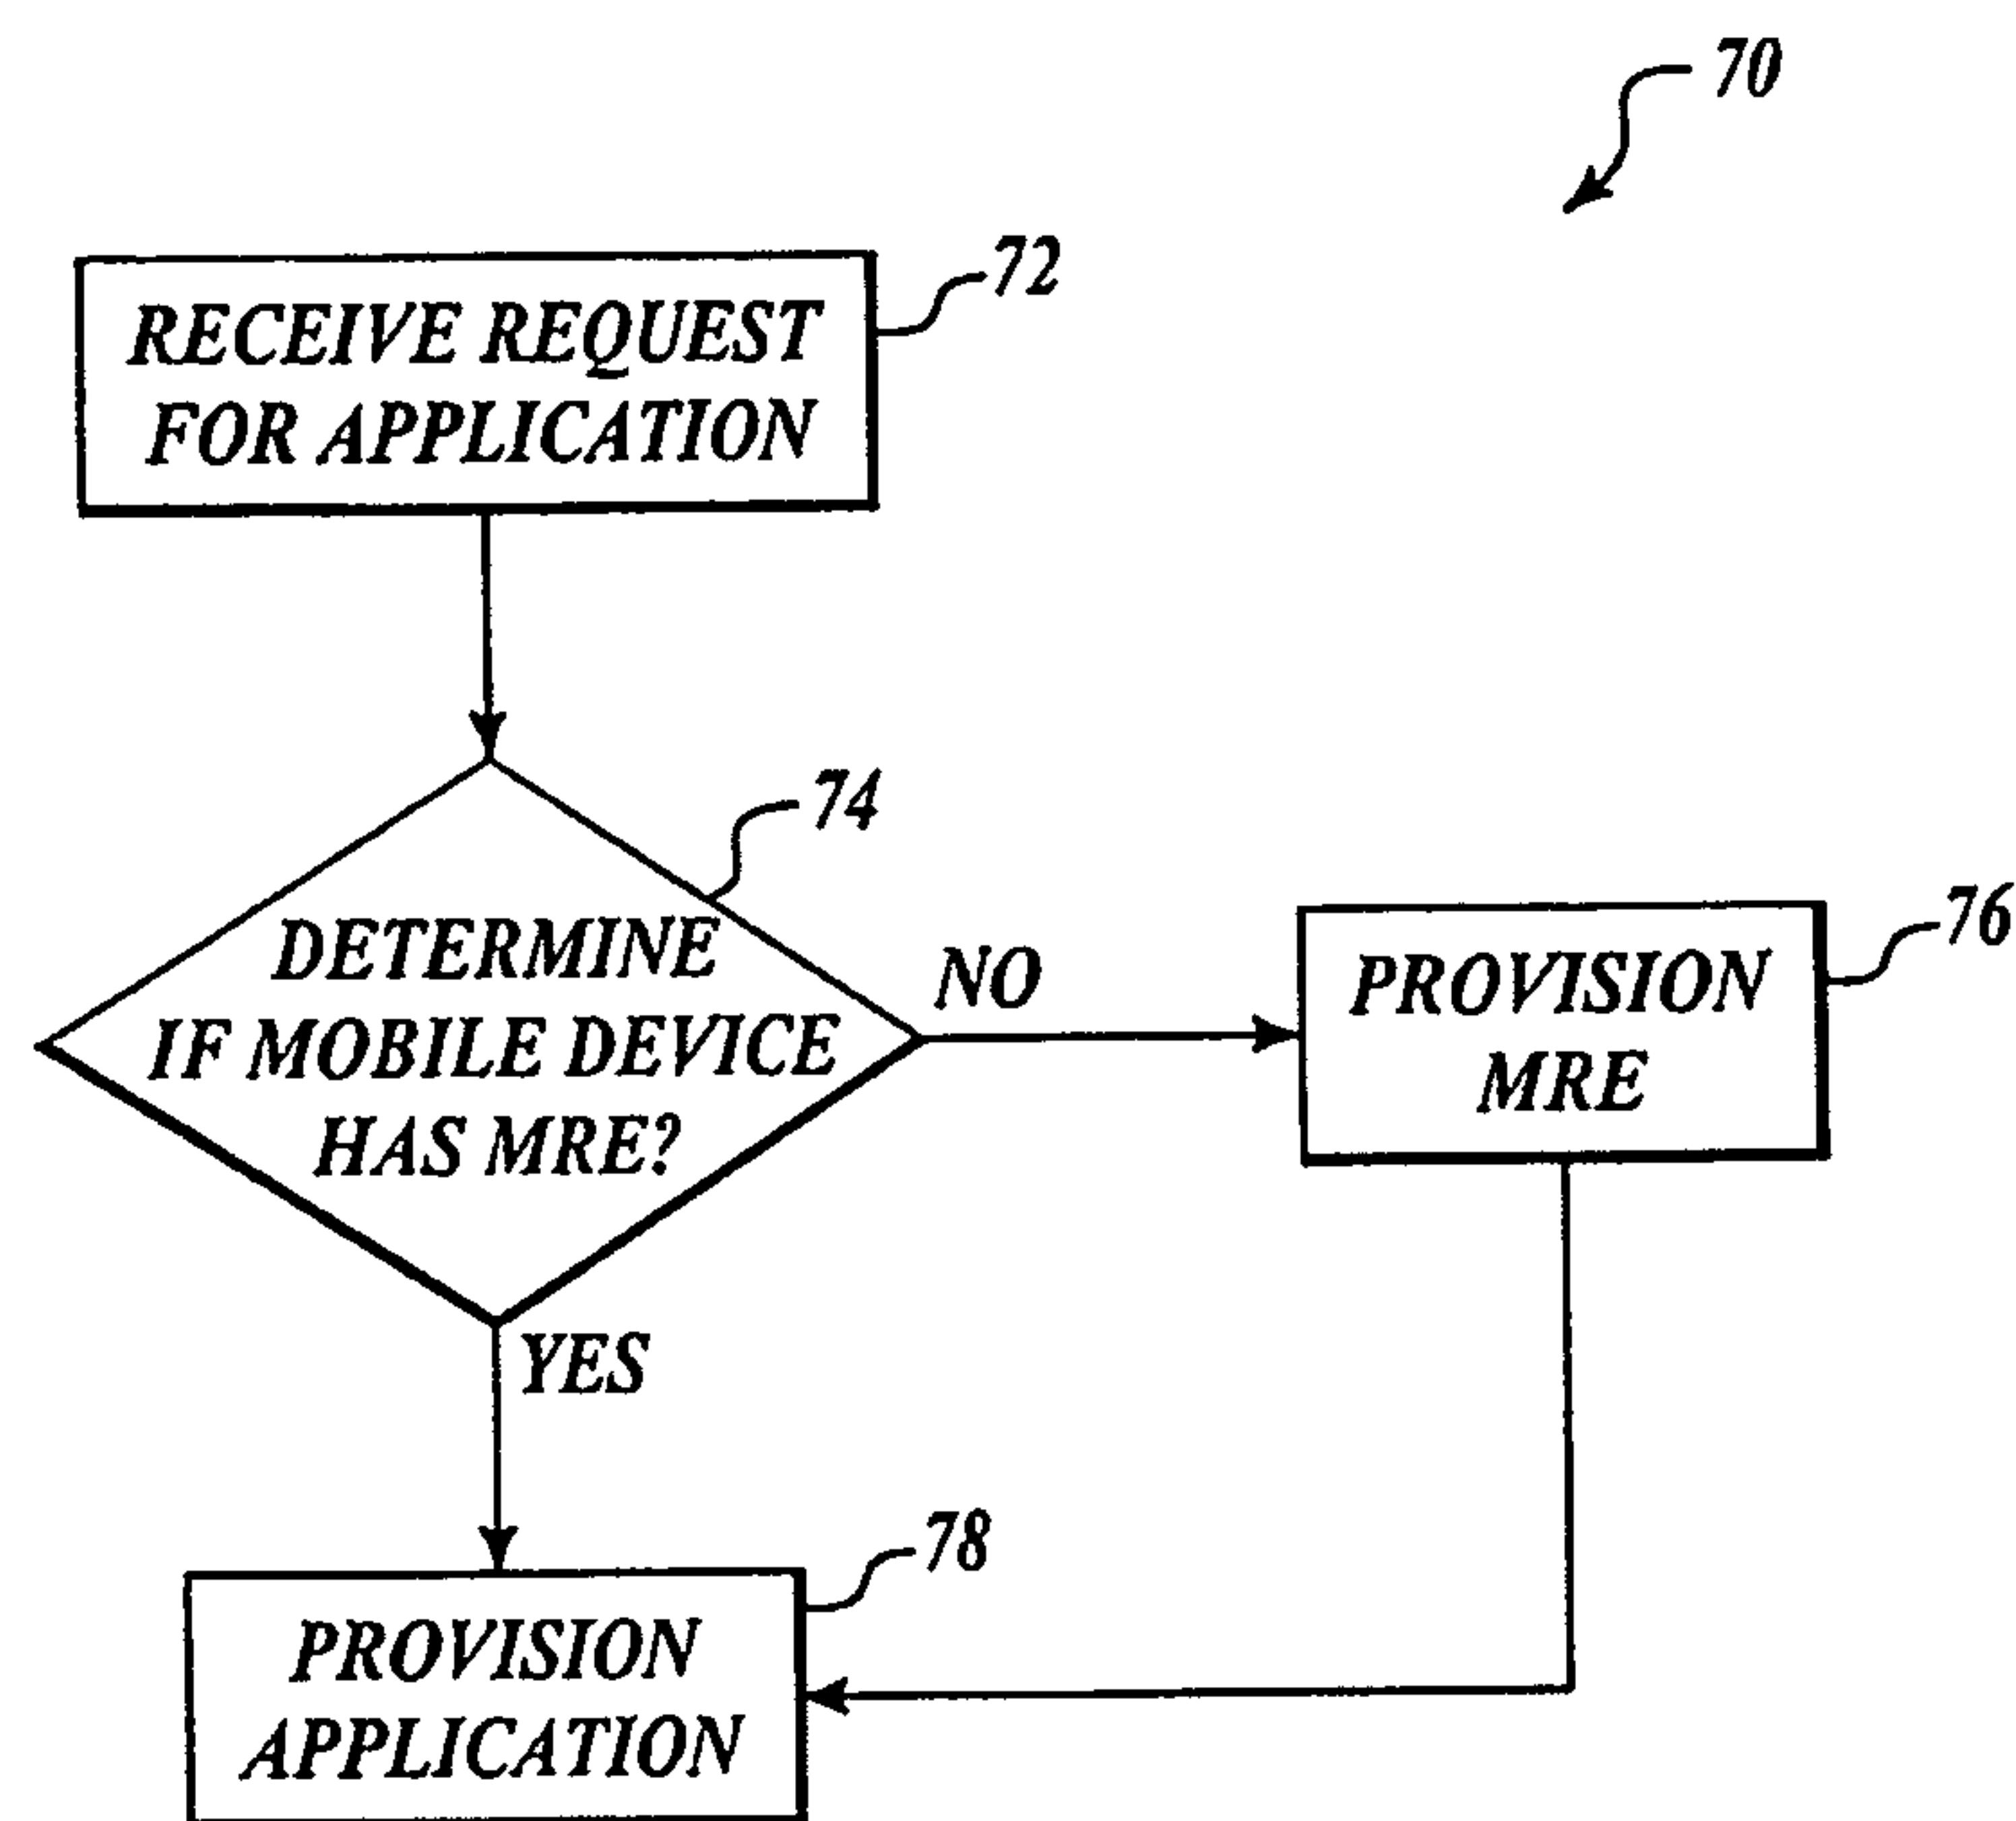 70
72
RECEIVE REQUEST
FOR APPLICATION
74
DETERMINE
IF MOBILE DEVICE
HAS MRE?
NO
76
PROVISION
MRE
YES
78
PROVISION
APPLICATION